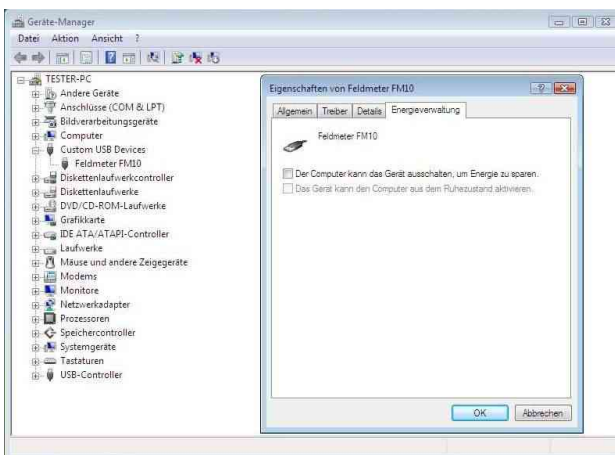 Geräte-Manager
Datei Aktion Ansicht ?
TESTER-PC
Andere Geräte
Anschlüsse (COM & LPT)
Bildverarbeitungsgeräte
Computer
Custom USB Devices
Feldmeter FM10
Diskettenlaufwerkcontroller
Diskettenlaufwerke
DVD/CD-ROM-Laufwerke
Grafikkarte
IDE ATA/ATAPI-Controller
Laufwerke
Mäuse und andere Zeigegeräte
Modems
Monitore
Netzwerkadapter
Prozessoren
Speichercontroller
Systemgeräte
Tastaturen
USB-Controller
Eigenschaften von Feldmeter FM10
Allgemein Treiber Details Energieverwaltung
Feldmeter FM10
Der Computer kann das Gerät ausschalten, um Energie zu sparen.
Das Gerät kann den Computer aus dem Ruhezustand aktivieren.
OK Abbrechen